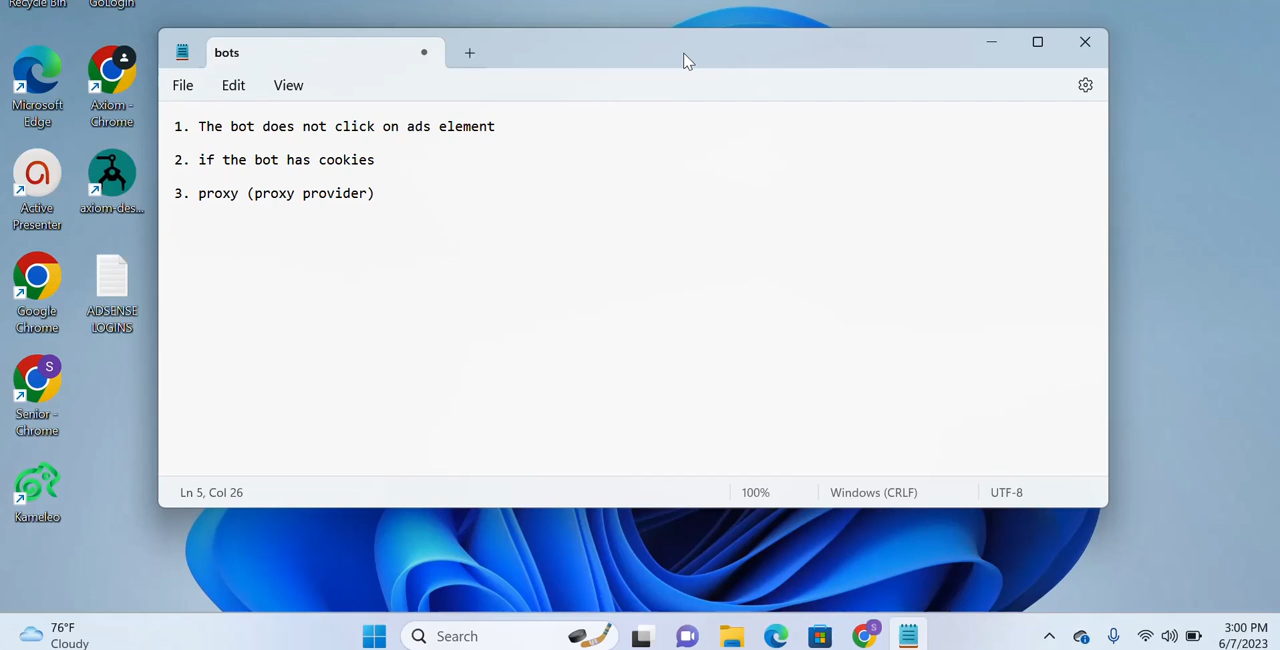 Recycle Bin
GoLogin
Microsoft
Edge
Axiom -
Chrome
Active
Presenter
axiom-des...
Google
Chrome
ADSENSE
LOGINS
S
Senior -
Chrome
Kameleo
bots
File
Edit
View
1. The bot does not click on ads element
2. if the bot has cookies
3. proxy (proxy provider)
Ln 5, Col 26
100%
Windows (CRLF)
UTF-8
76°F
Cloudy
Search
S
3:00 PM
6/7/2023